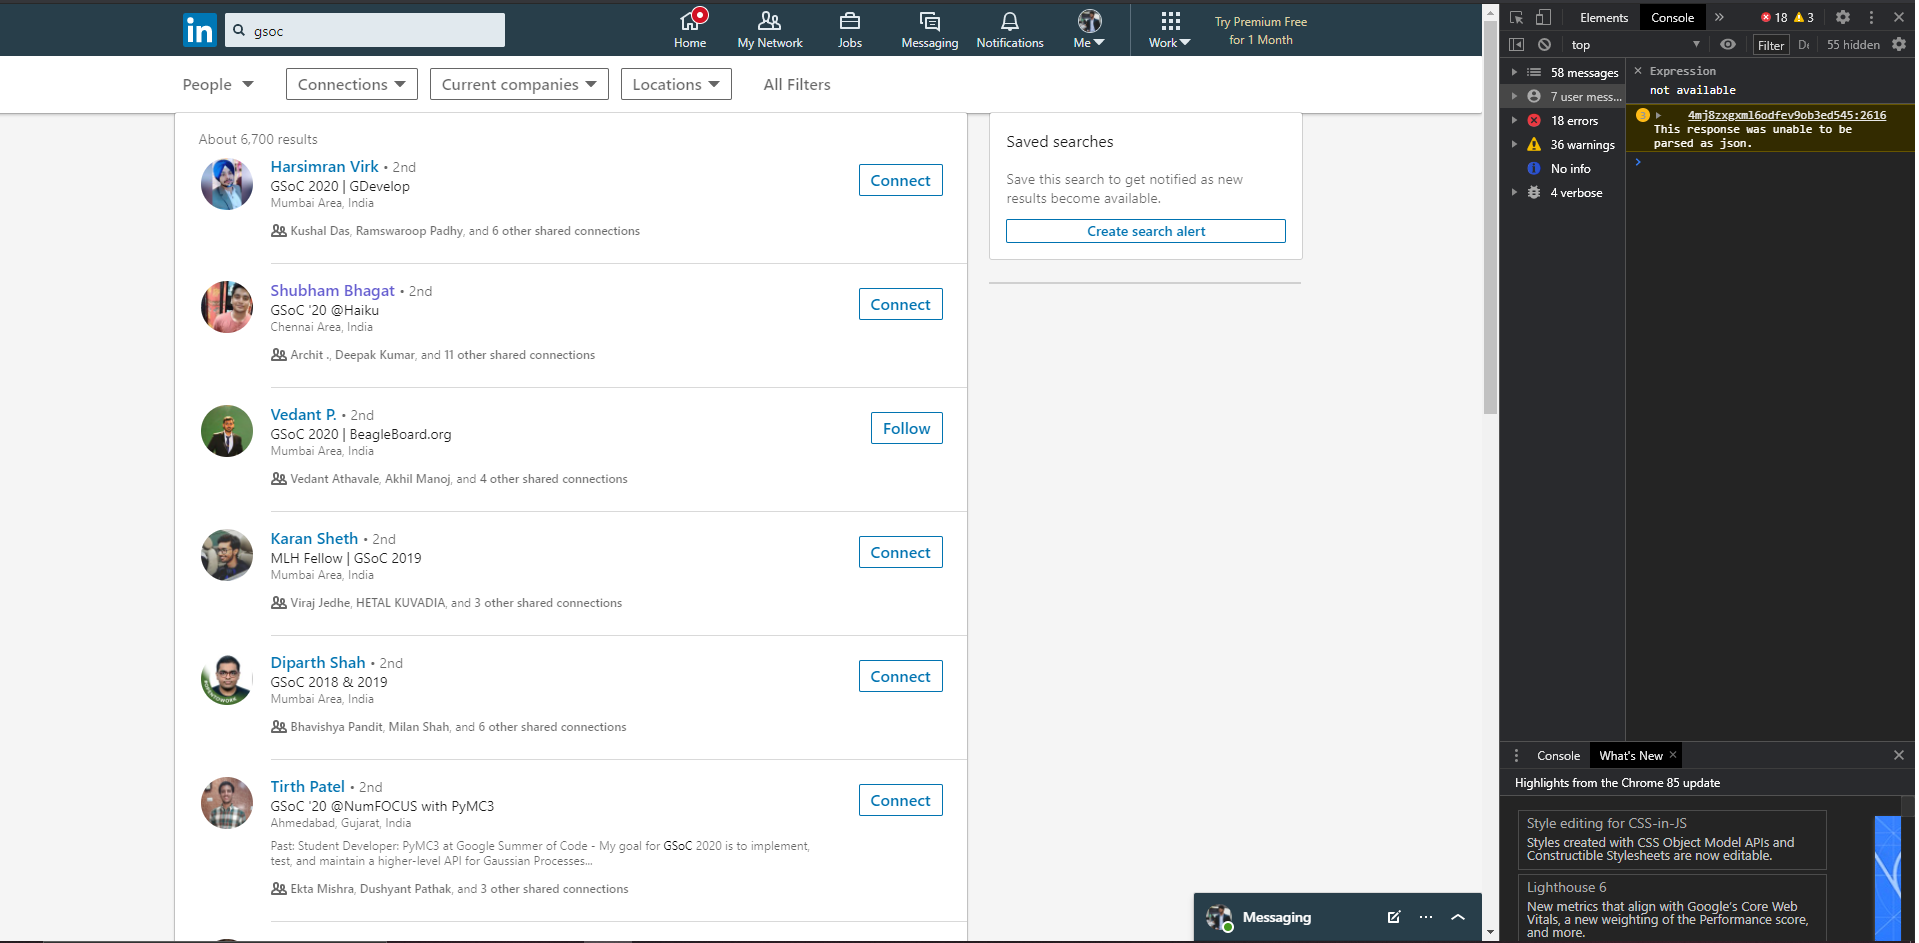 in
gsoc
Home
My Network
Jobs
Messaging
Notifications
Me
Work
Try Premium Free
for 1 Month
People
Connections
Current companies
Locations
All Filters
About 6,700 results
Harsimran Virk • 2nd
GSoC 2020 | GDevelop
Mumbai Area, India
Kushal Das, Ramswaroop Padhy, and 6 other shared connections
Connect
Shubham Bhagat • 2nd
GSoC '20 @Haiku
Chennai Area, India
Archit ., Deepak Kumar, and 11 other shared connections
Connect
Vedant P. • 2nd
GSoC 2020 | BeagleBoard.org
Mumbai Area, India
Vedant Athavale, Akhil Manoj, and 4 other shared connections
Follow
Karan Sheth • 2nd
MLH Fellow | GSoC 2019
Mumbai Area, India
Viraj Jedhe, HETAL KUVADIA, and 3 other shared connections
Connect
Diparth Shah • 2nd
GSoC 2018 & 2019
Mumbai Area, India
Bhavishya Pandit, Milan Shah, and 6 other shared connections
Connect
Tirth Patel • 2nd
GSoC '20 @NumFOCUS with PyMC3
Ahmedabad, Gujarat, India
Past: Student Developer: PyMC3 at Google Summer of Code - My goal for GSoC 2020 is to implement,
test, and maintain a higher-level API for Gaussian Processes...
Ekta Mishra, Dushyant Pathak, and 3 other shared connections
Connect
Saved searches
Save this search to get notified as new
results become available.
Create search alert
Messaging
Elements
Console
18
3
top
Filter
55 hidden
58 messages
7 user mess...
18 errors
36 warnings
No info
4 verbose
Expression
not available
4mj8zxgxml6odfev9ob3ed545:2616
This response was unable to be
parsed as json.
Console
What's New
Highlights from the Chrome 85 update
Style editing for CSS-in-JS
Styles created with CSS Object Model APIs and
Constructible Stylesheets are now editable.
Lighthouse 6
New metrics that align with Google's Core Web
Vitals, a new weighting of the Performance score,
and more.